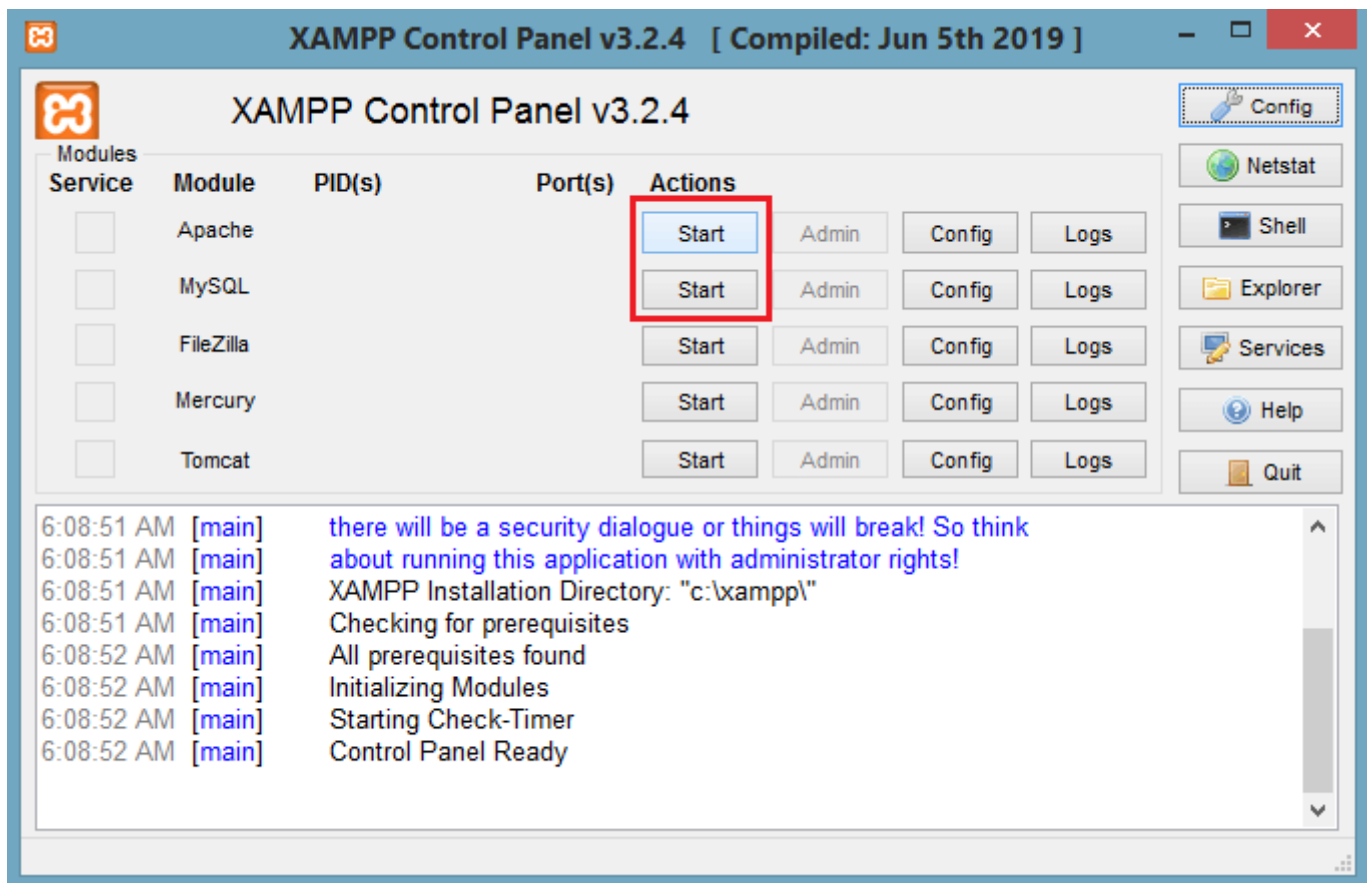 XAMPP Control Panel v3.2.4 [ Compiled: Jun 5th 2019 ]
XAMPP Control Panel v3.2.4
Config
Modules
Netstat
Service Module PID(s) Port(s) Actions
Apache Start Admin Config Logs
Shell
MySQL Start Admin Config Logs
Explorer
FileZilla Start Admin Config Logs
Services
Mercury Start Admin Config Logs
Help
Tomcat Start Admin Config Logs
Quit
6:08:51 AM [main] there will be a security dialogue or things will break! So think
6:08:51 AM [main] about running this application with administrator rights!
6:08:51 AM [main] XAMPP Installation Directory: "c:\xampp\"
6:08:51 AM [main] Checking for prerequisites
6:08:52 AM [main] All prerequisites found
6:08:52 AM [main] Initializing Modules
6:08:52 AM [main] Starting Check-Timer
6:08:52 AM [main] Control Panel Ready